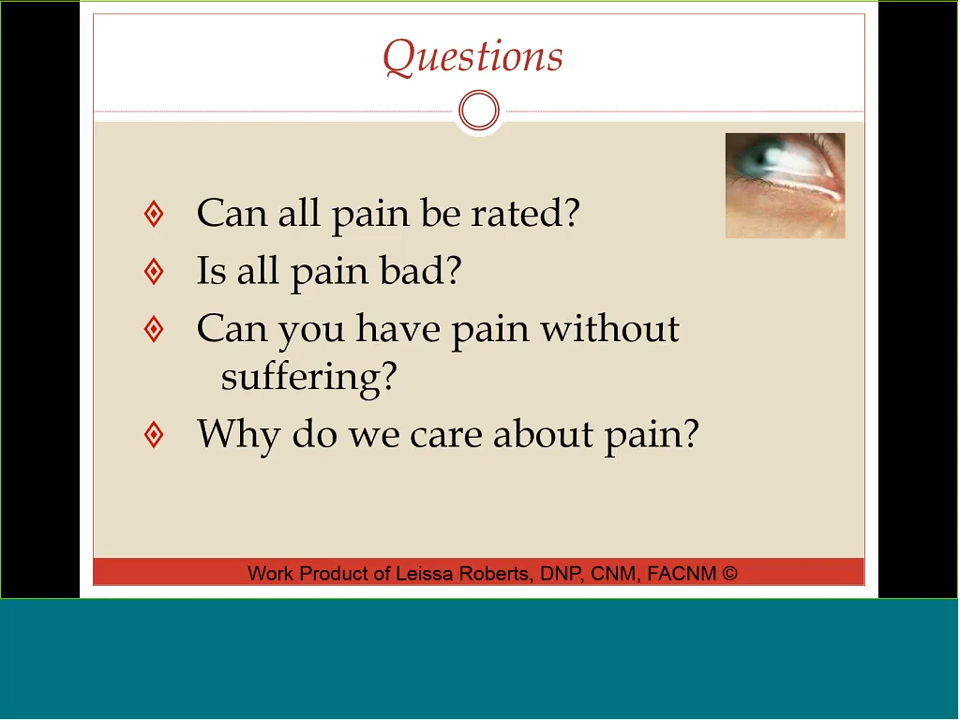 Questions
Can all pain be rated?
Is all pain bad?
Can you have pain without
suffering?
Why do we care about pain?
Work Product of Leissa Roberts, DNP, CNM, FACNM ©